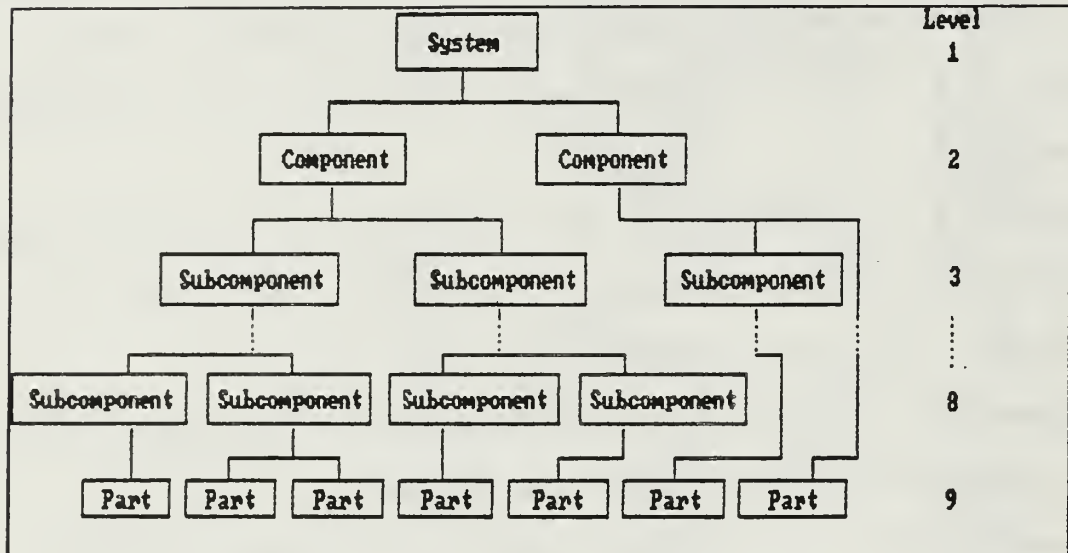 Level
System 1
Component Component 2
Subcomponent Subcomponent Subcomponent 3
Subcomponent Subcomponent Subcomponent Subcomponent 8
Part Part Part Part Part Part Part 9